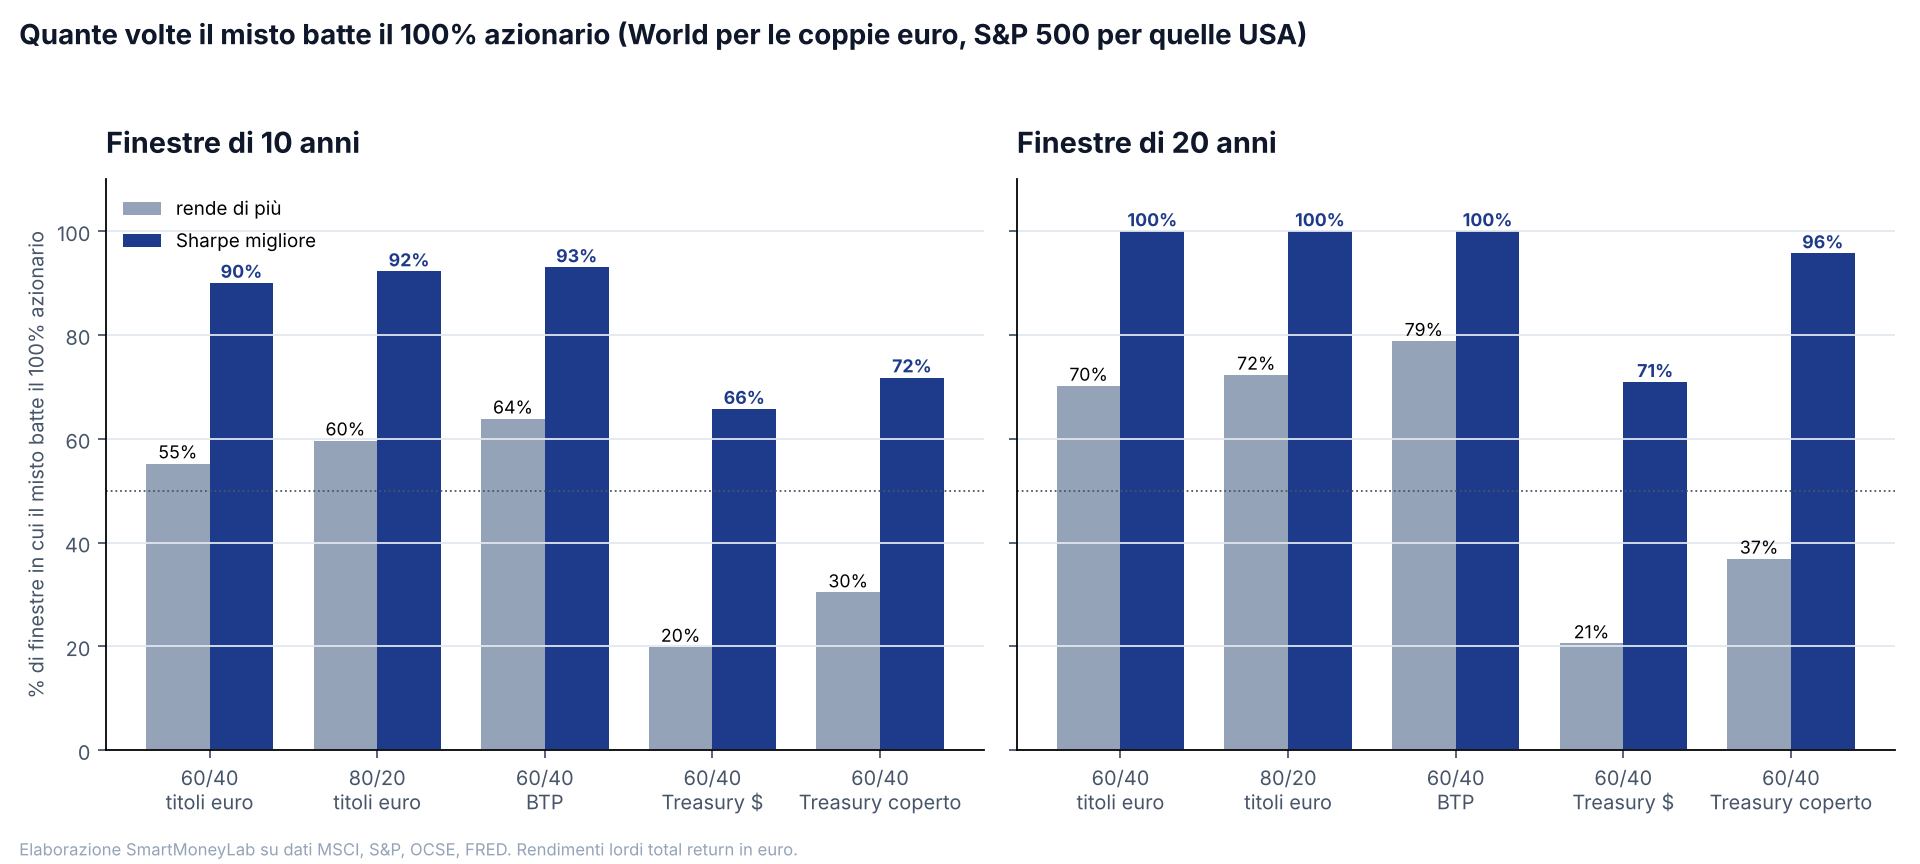 Quante volte il misto batte il 100% azionario (World per le coppie euro, S&P 500 per quelle USA)
Finestre di 10 anni
rende di più
Sharpe migliore
% di finestre in cui il misto batte il 100% azionario
100
80
60
40
20
0
55%
90%
60%
92%
64%
93%
20%
66%
30%
72%
60/40
titoli euro
80/20
titoli euro
60/40
BTP
60/40
Treasury $
60/40
Treasury coperto
Finestre di 20 anni
70%
100%
72%
100%
79%
100%
21%
71%
37%
96%
60/40
titoli euro
80/20
titoli euro
60/40
BTP
60/40
Treasury $
60/40
Treasury coperto
Elaborazione SmartMoneyLab su dati MSCI, S&P, OCSE, FRED. Rendimenti lordi total return in euro.